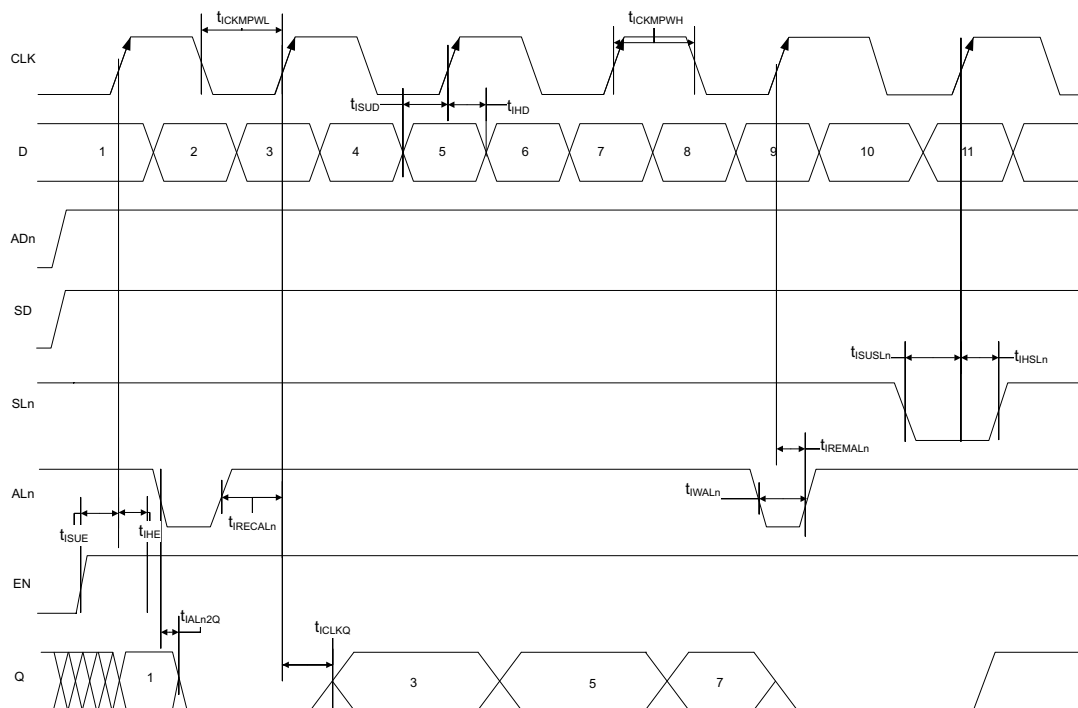 tICKMPWL
tICKMPWH
CLK
tISUD
tIHD
D
1 2 3 4 5 6 7 8 9 10 11
ADn
SD
tISUSLn
tIHSLn
SLn
tIREMALn
ALn
tIWALn
tIRECALn
tISUE
tIHE
EN
tIALn2Q
tICLKQ
Q
1 3 5 7